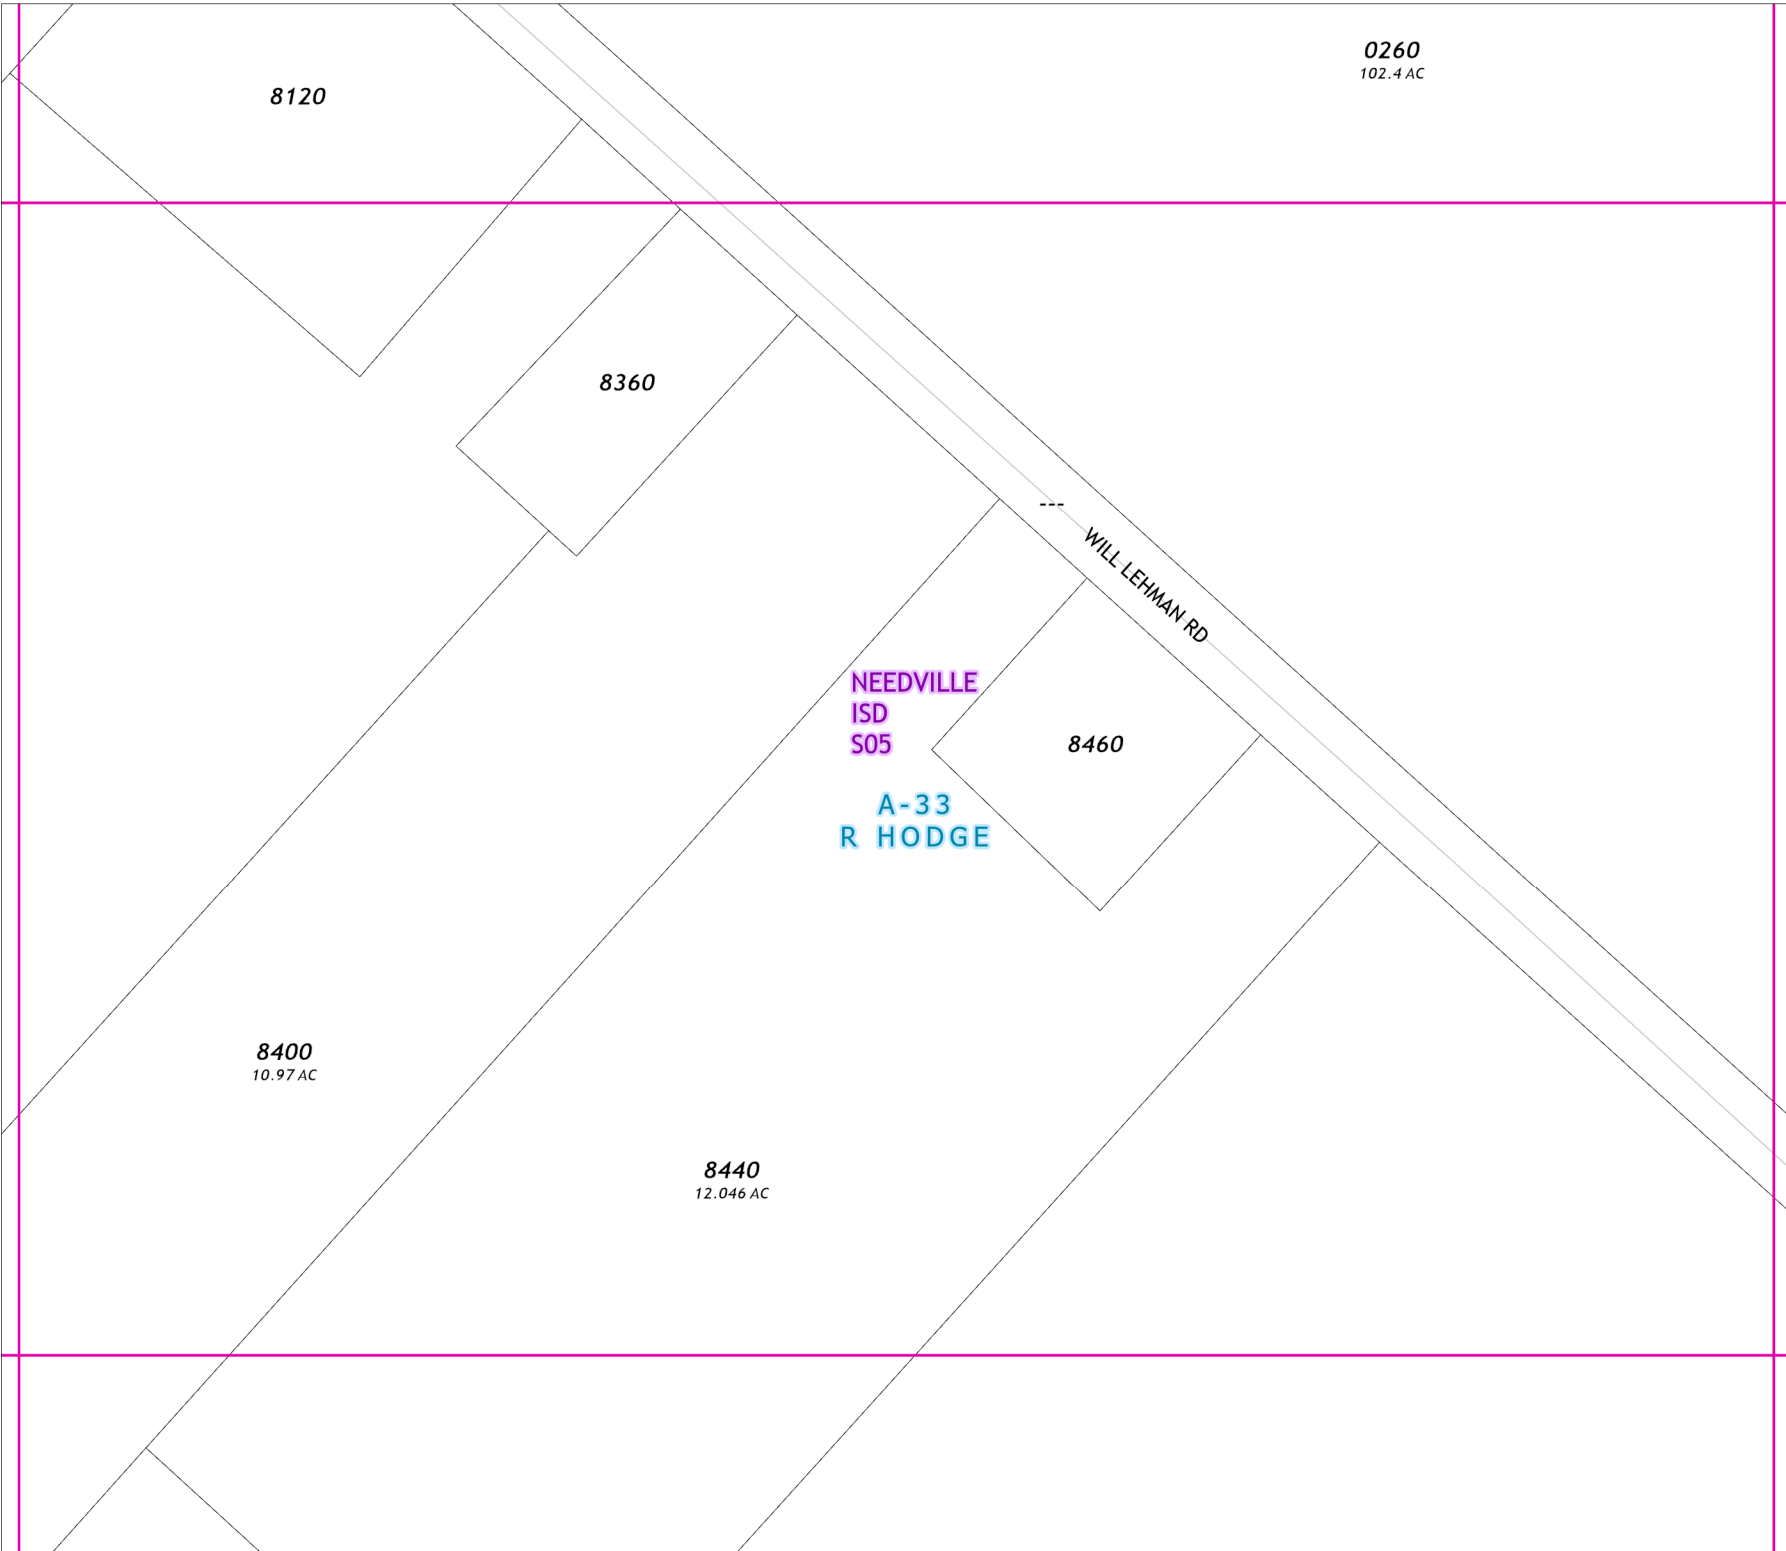 0260
102.4 AC
8120
8360
---
WILL LEHMAN RD
NEEDVILLE
ISD
S05
8460
A-33
R HODGE
8400
10.97 AC
8440
12.046 AC